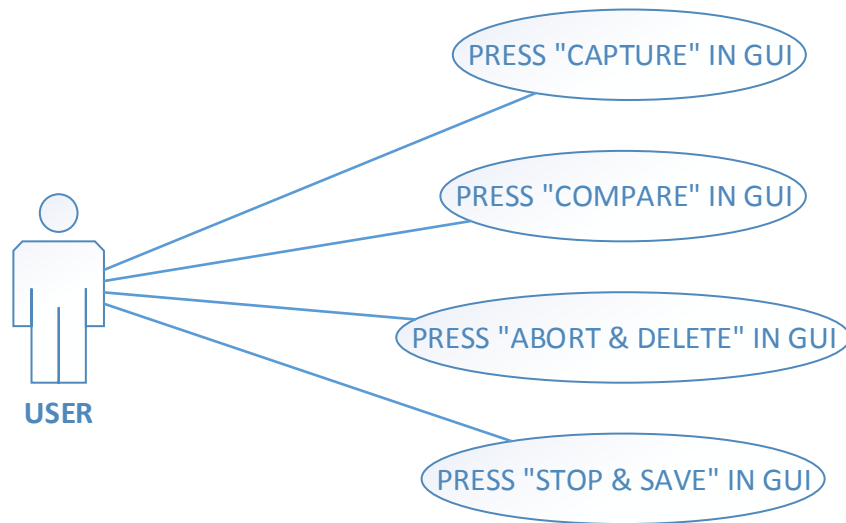 PRESS "CAPTURE" IN GUI
PRESS "COMPARE" IN GUI
PRESS "ABORT & DELETE" IN GUI
USER
PRESS "STOP & SAVE" IN GUI